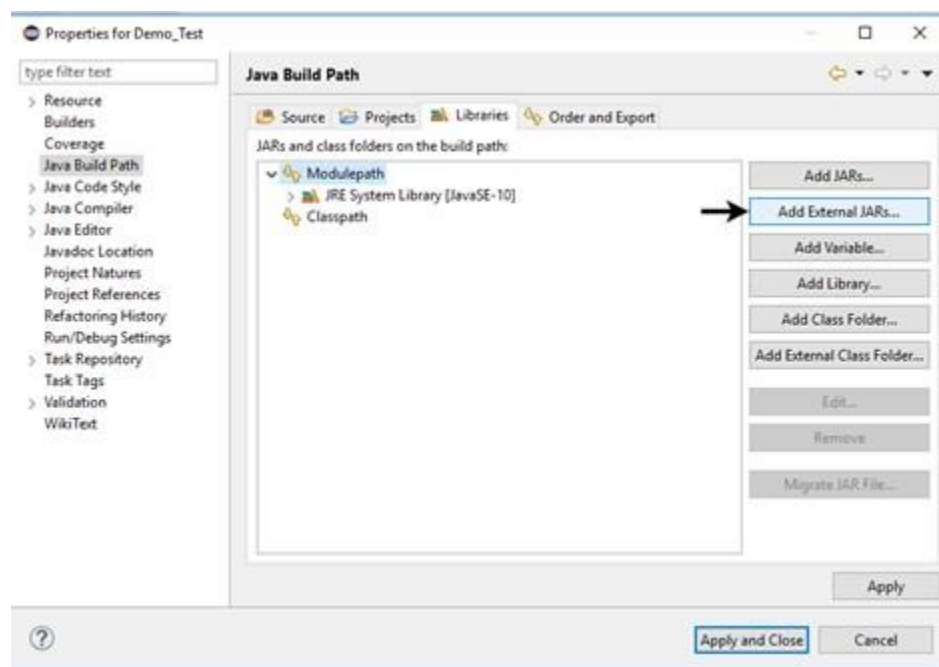 Properties for Demo_Test
type filter text
Resource
Builders
Coverage
Java Build Path
Java Code Style
Java Compiler
Java Editor
Javadoc Location
Project Natures
Project References
Refactoring History
Run/Debug Settings
Task Repository
Task Tags
Validation
WikiText
Java Build Path
Source Projects Libraries Order and Export
JARs and class folders on the build path:
Modulepath
JRE System Library [JavaSE-10]
Classpath
Add JARs...
Add External JARs...
Add Variable...
Add Library...
Add Class Folder...
Add External Class Folder...
Edit...
Remove
Migrate JAR File...
Apply
?
Apply and Close Cancel